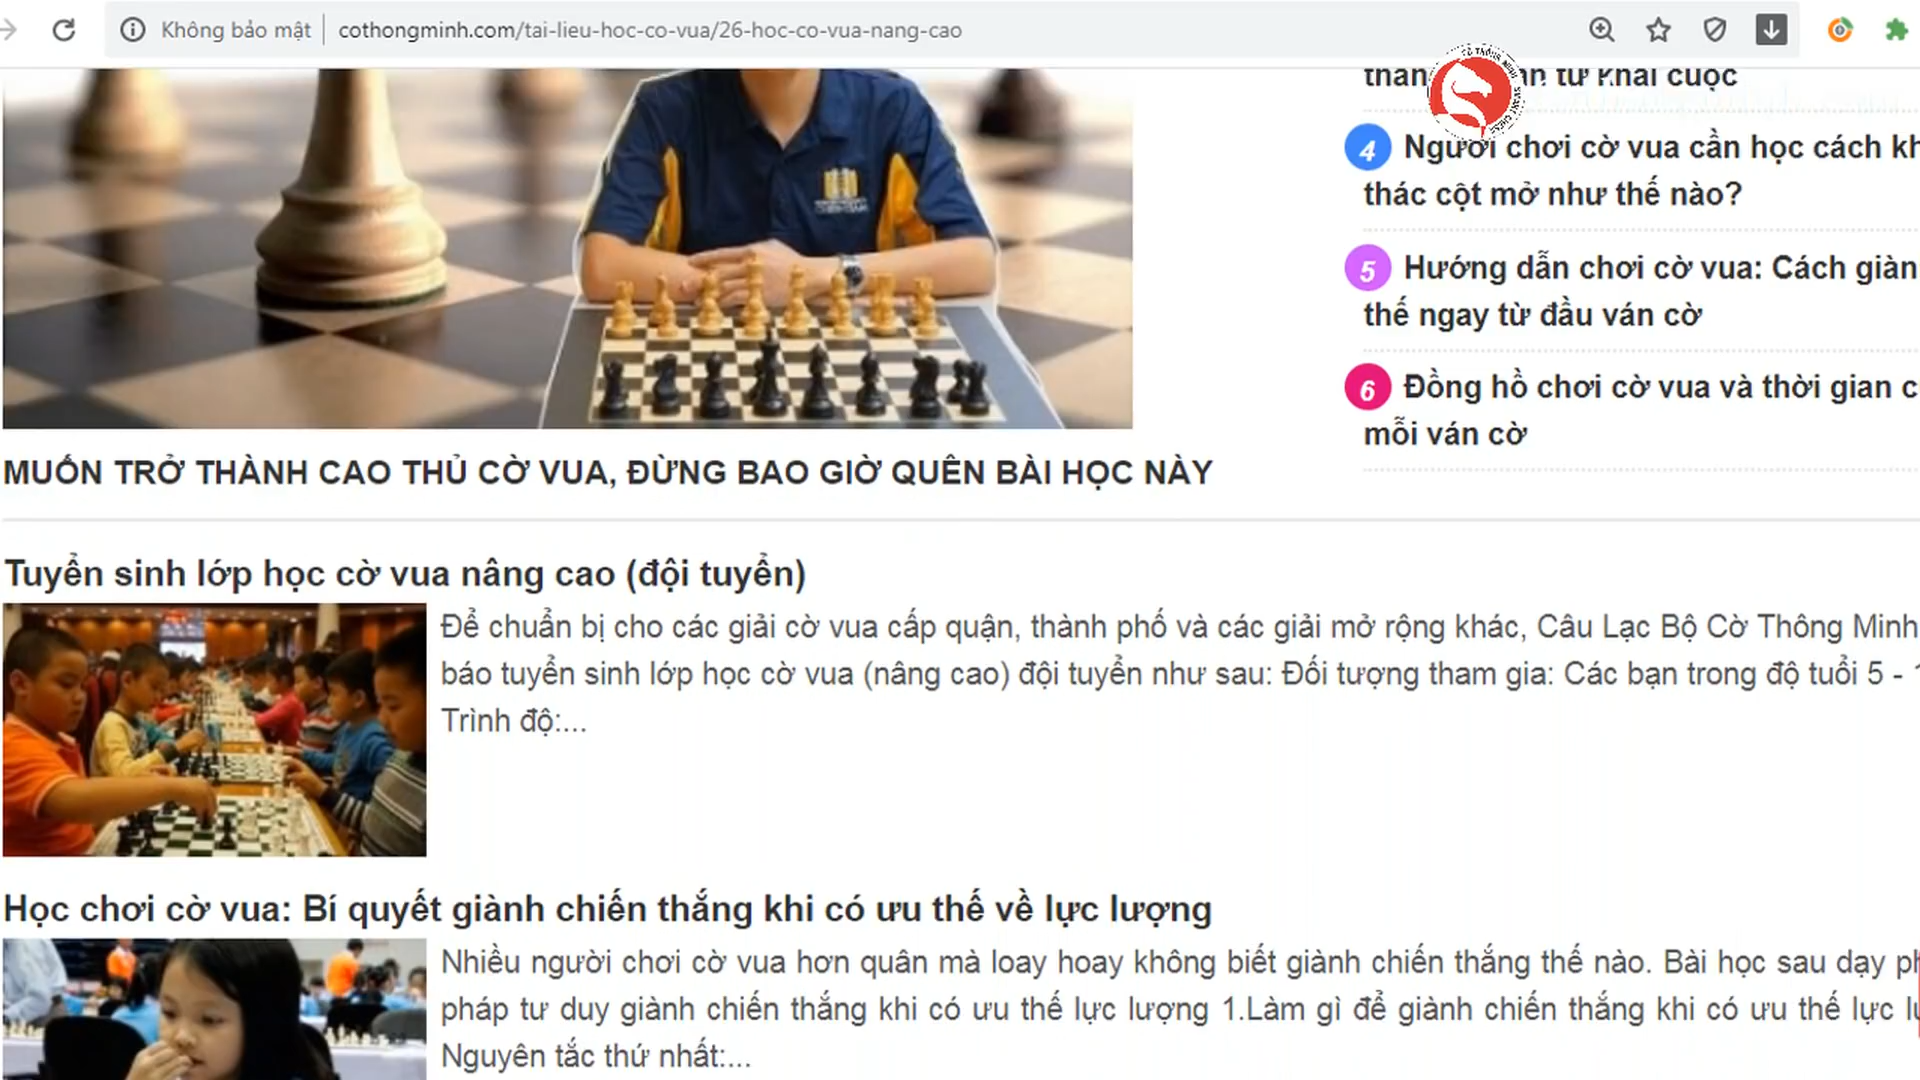 Không bảo mật
cothongminh.com/tai-lieu-hoc-co-vua/26-hoc-co-vua-nang-cao
từ Khai cuộc
4 Người chơi cờ vua cần học cách kh
thác cột mở như thế nào?
5 Hướng dẫn chơi cờ vua: Cách giàn
thế ngay từ đầu ván cờ
6 Đồng hồ chơi cờ vua và thời gian c
mỗi ván cờ
MUỐN TRỞ THÀNH CAO THỦ CỜ VUA, ĐỪNG BAO GIỜ QUÊN BÀI HỌC NÀY
Tuyển sinh lớp học cờ vua nâng cao (đội tuyển)
Để chuẩn bị cho các giải cờ vua cấp quận, thành phố và các giải mở rộng khác, Câu Lạc Bộ Cờ Thông Minh
báo tuyển sinh lớp học cờ vua (nâng cao) đội tuyển như sau: Đối tượng tham gia: Các bạn trong độ tuổi 5 - 1
Trình độ:...
Học chơi cờ vua: Bí quyết giành chiến thắng khi có ưu thế về lực lượng
Nhiều người chơi cờ vua hơn quân mà loay hoay không biết giành chiến thắng thế nào. Bài học sau dạy ph
pháp tư duy giành chiến thắng khi có ưu thế lực lượng 1.Làm gì để giành chiến thắng khi có ưu thế lực lư
Nguyên tắc thứ nhất:...